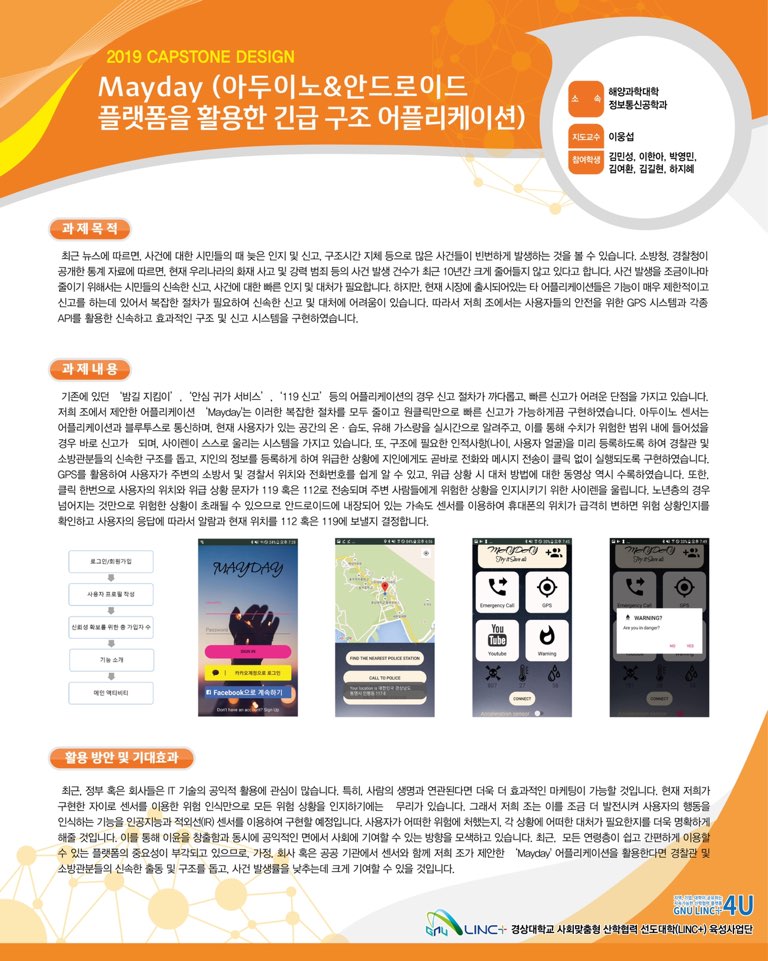 2019 CAPSTONE DESIGN
Mayday (아두이노&안드로이드
플랫폼을 활용한 긴급 구조 어플리케이션)
소 속
해양과학대학
정보통신공학과
지도교수
이웅섭
참여학생
김민성, 이한아, 박영민,
김여환, 김길현, 하지혜
과제목적
최근 뉴스에 따르면, 사건에 대한 시민들의 때 늦은 인지 및 신고, 구조시간 지체 등으로 많은 사건들이 빈번하게 발생하는 것을 볼 수 있습니다. 소방청, 경찰청이
공개한 통계 자료에 따르면, 현재 우리나라의 화재 사고 및 강력 범죄 등의 사건 발생 건수가 최근 10년간 크게 줄어들지 않고 있다고 합니다. 사건 발생을 조금이나마
줄이기 위해서는 시민들의 신속한 신고, 사건에 대한 빠른 인지 및 대처가 필요합니다. 하지만, 현재 시장에 출시되어있는 타 어플리케이션들은 기능이 매우 제한적이고
신고를 하는데 있어서 복잡한 절차가 필요하여 신속한 신고 및 대처에 어려움이 있습니다. 따라서 저희 조에서는 사용자들의 안전을 위한 GPS 시스템과 각종
API를 활용한 신속하고 효과적인 구조 및 신고 시스템을 구현하였습니다.
과제내용
기존에 있던 ‘밤길 지킴이’, ‘안심 귀가 서비스’, ‘119 신고’ 등의 어플리케이션의 경우 신고 절차가 까다롭고, 빠른 신고가 어려운 단점을 가지고 있습니다.
저희 조에서 제안한 어플리케이션 ‘Mayday’는 이러한 복잡한 절차를 모두 줄이고 원클릭만으로 빠른 신고가 가능하게끔 구현하였습니다. 아두이노 센서는
어플리케이션과 블루투스로 통신하며, 현재 사용자가 있는 공간의 온ㆍ습도, 유해 가스량을 실시간으로 알려주고, 이를 통해 수치가 위험한 범위 내에 들어섰을
경우 바로 신고가 되며, 사이렌이 스스로 울리는 시스템을 가지고 있습니다. 또, 구조에 필요한 인적사항(나이, 사용자 얼굴)을 미리 등록하도록 하여 경찰관 및
소방관분들의 신속한 구조를 돕고, 지인의 정보를 등록하게 하여 위급한 상황에 지인에게도 곧바로 전화와 메시지 전송이 클릭 없이 실행되도록 구현하였습니다.
GPS를 활용하여 사용자가 주변의 소방서 및 경찰서 위치와 전화번호를 쉽게 알 수 있고, 위급 상황 시 대처 방법에 대한 동영상 역시 수록하였습니다. 또한,
클릭 한번으로 사용자의 위치와 위급 상황 문자가 119 혹은 112로 전송되며 주변 사람들에게 위험한 상황을 인지시키기 위한 사이렌을 울립니다. 노년층의 경우
넘어지는 것만으로 위험한 상황이 초래될 수 있으므로 안드로이드에 내장되어 있는 가속도 센서를 이용하여 휴대폰의 위치가 급격히 변하면 위험 상황인지를
확인하고 사용자의 응답에 따라서 알람과 현재 위치를 112 혹은 119에 보낼지 결정합니다.
로그인/회원가입
사용자 프로필 작성
신뢰성 확보를 위한 총 가입자 수
기능 소개
메인 액티비티
MAYDAY
Password
SIGN IN
카카오계정으로 로그인
Facebook으로 계속하기
Don't have an account? Sign Up
FIND THE NEAREST POLICE STATION
CALL TO POLICE
Your location is 대한민국 경상남도
통영시 인평동 117-6
MAYDAY
Try it Save all
Emergency Call
GPS
You Tube
Youtube
Warning
CONNECT
Acceleration sensor
MAYDAY
Try it Save all
Emergency Call
GPS
WARNING?
Are you in danger?
NO
YES
CONNECT
Acceleration sensor
활용 방안 및 기대효과
최근, 정부 혹은 회사들은 IT 기술의 공익적 활용에 관심이 많습니다. 특히, 사람의 생명과 연관된다면 더욱 더 효과적인 마케팅이 가능할 것입니다. 현재 저희가
구현한 자이로 센서를 이용한 위험 인식만으로 모든 위험 상황을 인지하기에는 무리가 있습니다. 그래서 저희 조는 이를 조금 더 발전시켜 사용자의 행동을
인식하는 기능을 인공지능과 적외선(IR) 센서를 이용하여 구현할 예정입니다. 사용자가 어떠한 위험에 처했는지, 각 상황에 어떠한 대처가 필요한지를 더욱 명확하게
해줄 것입니다. 이를 통해 이윤을 창출함과 동시에 공익적인 면에서 사회에 기여할 수 있는 방향을 모색하고 있습니다. 최근, 모든 연령층이 쉽고 간편하게 이용할
수 있는 플랫폼의 중요성이 부각되고 있으므로, 가정, 회사 혹은 공공 기관에서 센서와 함께 저희 조가 제안한 ‘Mayday’ 어플리케이션을 활용한다면 경찰관 및
소방관분들의 신속한 출동 및 구조를 돕고, 사건 발생률을 낮추는데 크게 기여할 수 있을 것입니다.
GNU LINC+ 4U
GNU LINC+ 경상대학교 사회맞춤형 산학협력 선도대학(LINC+) 육성사업단